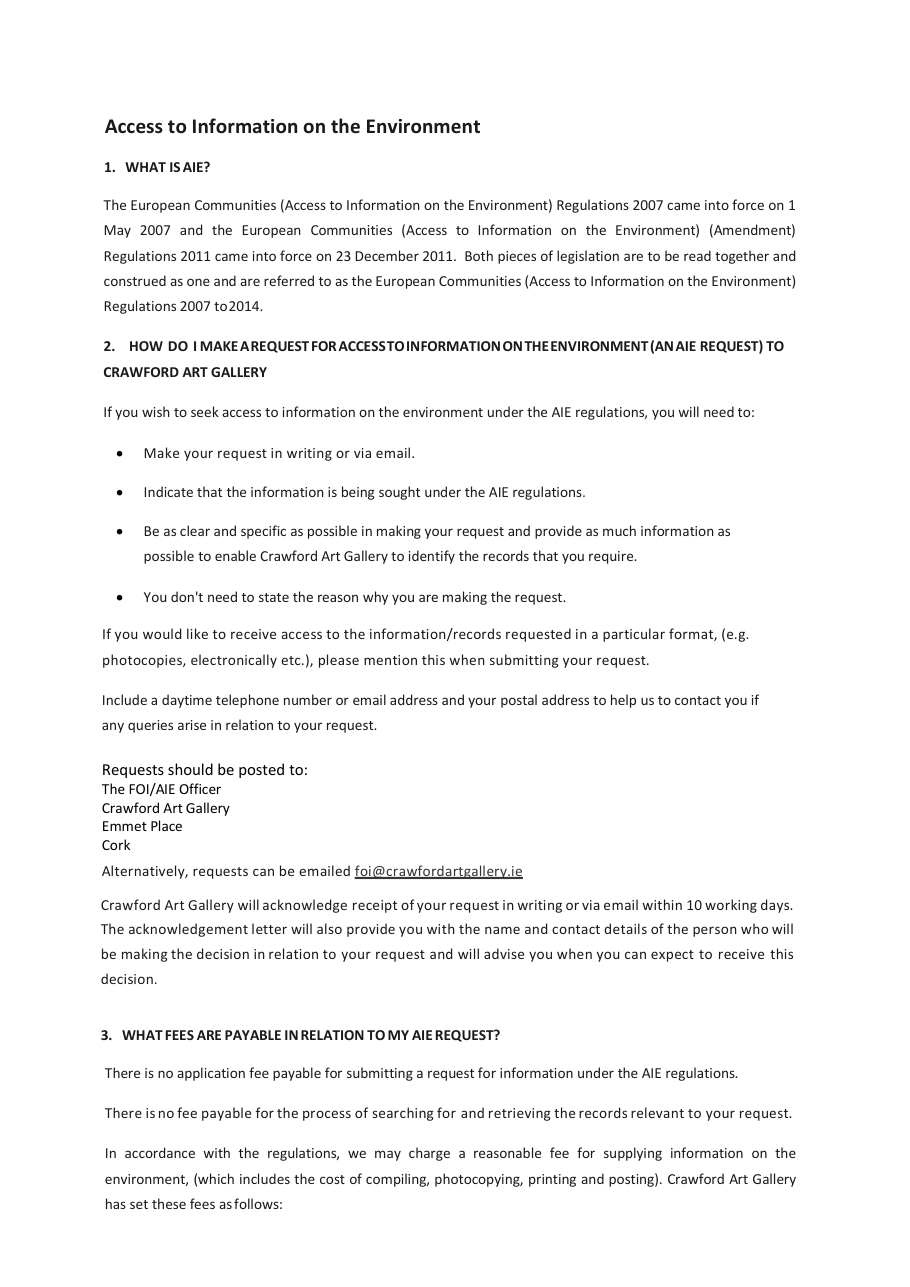 Access to Information on the Environment
1. WHAT IS AIE?
The European Communities (Access to Information on the Environment) Regulations 2007 came into force on 1
May 2007 and the European Communities (Access to Information on the Environment) (Amendment)
Regulations 2011 came into force on 23 December 2011. Both pieces of legislation are to be read together and
construed as one and are referred to as the European Communities (Access to Information on the Environment)
Regulations 2007 to 2014.
2. HOW DO I MAKE A REQUEST FOR ACCESS TO INFORMATION ON THE ENVIRONMENT (AN AIE REQUEST) TO
CRAWFORD ART GALLERY
If you wish to seek access to information on the environment under the AIE regulations, you will need to:
• Make your request in writing or via email.
• Indicate that the information is being sought under the AIE regulations.
• Be as clear and specific as possible in making your request and provide as much information as
possible to enable Crawford Art Gallery to identify the records that you require.
• You don't need to state the reason why you are making the request.
If you would like to receive access to the information/records requested in a particular format, (e.g.
photocopies, electronically etc.), please mention this when submitting your request.
Include a daytime telephone number or email address and your postal address to help us to contact you if
any queries arise in relation to your request.
Requests should be posted to:
The FOI/AIE Officer
Crawford Art Gallery
Emmet Place
Cork
Alternatively, requests can be emailed foi@crawfordartgallery.ie
Crawford Art Gallery will acknowledge receipt of your request in writing or via email within 10 working days.
The acknowledgement letter will also provide you with the name and contact details of the person who will
be making the decision in relation to your request and will advise you when you can expect to receive this
decision.
3. WHAT FEES ARE PAYABLE IN RELATION TO MY AIE REQUEST?
There is no application fee payable for submitting a request for information under the AIE regulations.
There is no fee payable for the process of searching for and retrieving the records relevant to your request.
In accordance with the regulations, we may charge a reasonable fee for supplying information on the
environment, (which includes the cost of compiling, photocopying, printing and posting). Crawford Art Gallery
has set these fees as follows: